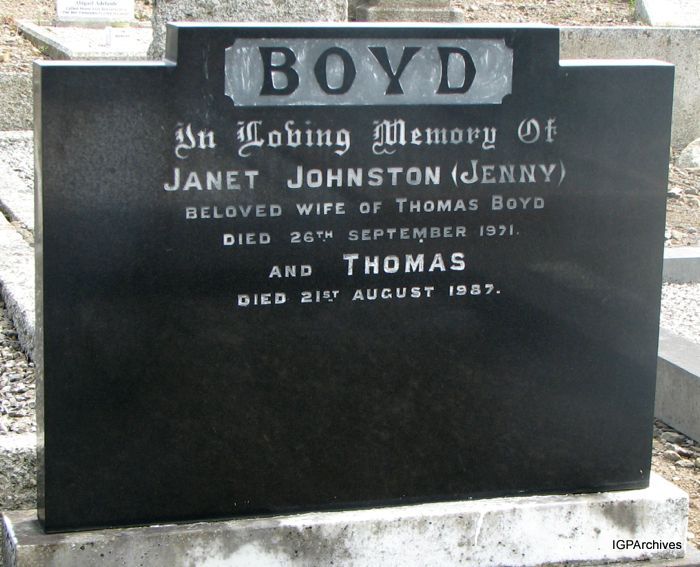 BOYD
In Loving Memory Of
JANET JOHNSTON (JENNY)
BELOVED WIFE OF THOMAS BOYD
DIED 26TH SEPTEMBER 1971.
AND THOMAS
DIED 21ST AUGUST 1987.
IGPArchives